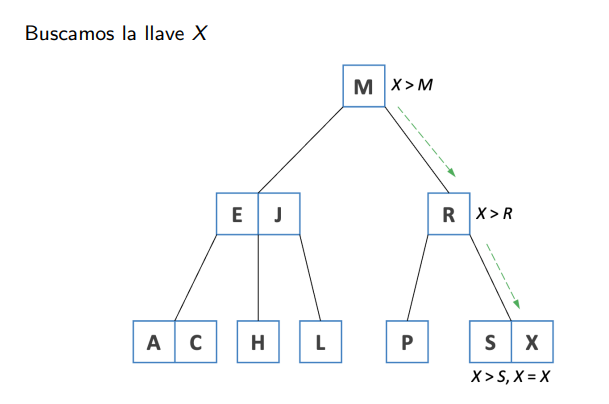 Buscamos la llave X
M X > M
E J R X > R
A C H L P S X
X > S, X = X